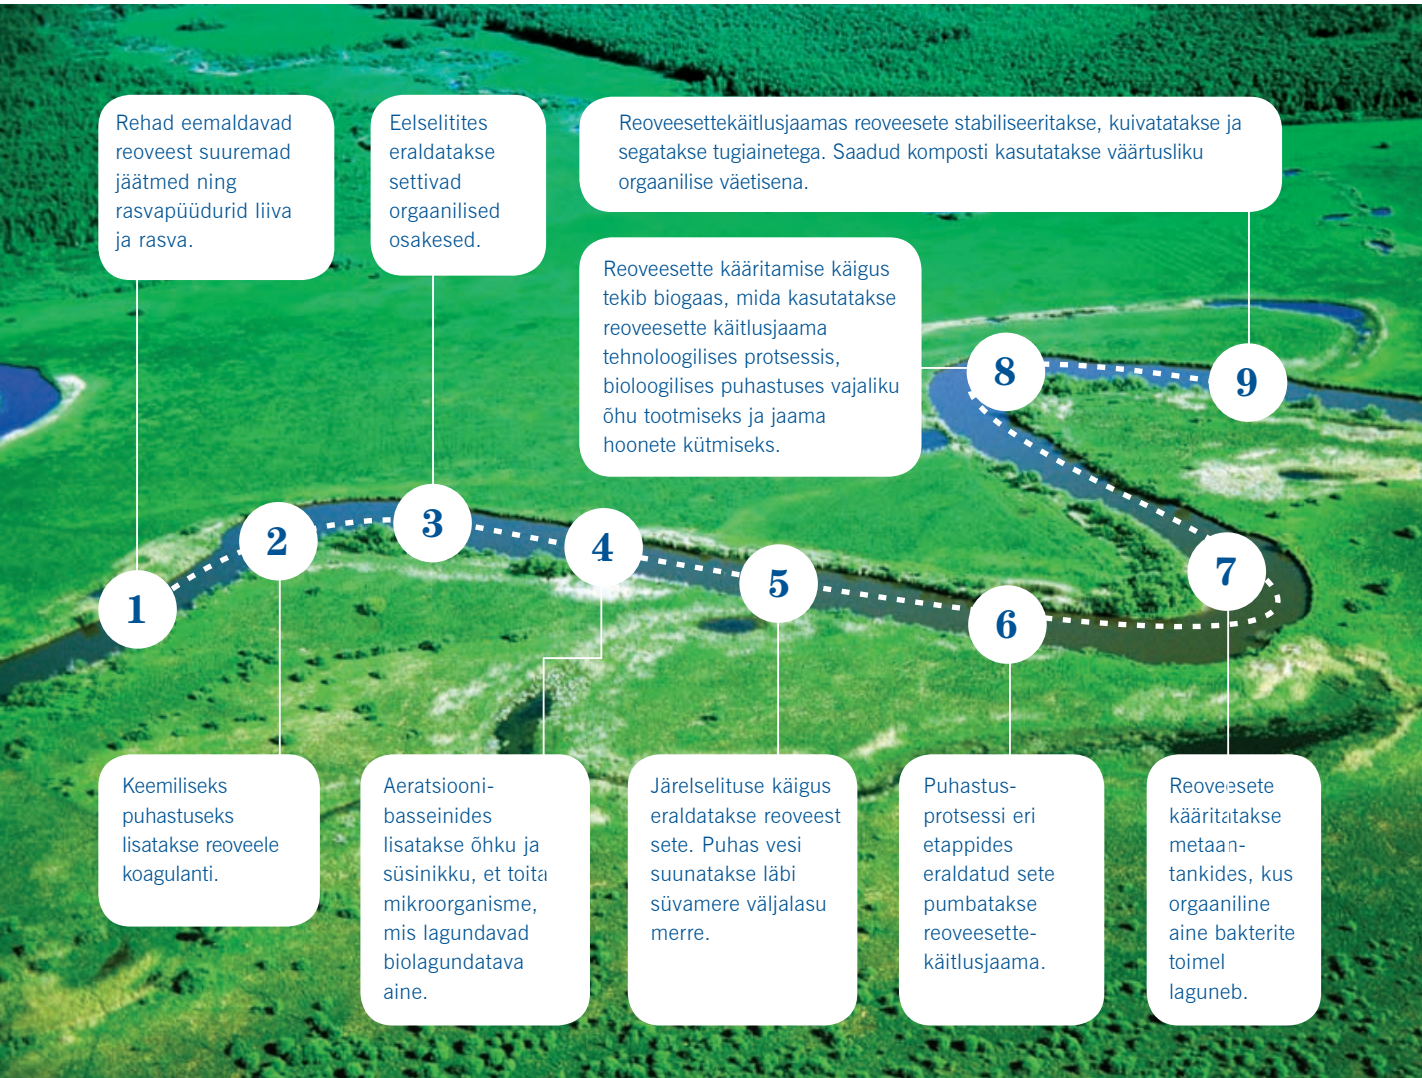 Rehad eemaldavad
reoveest suuremad
jäätmed ning
rasvapüüdurid liiva
ja rasva.
Eelselitites
eraldatakse
settivad
orgaanilised
osakesed.
Reoveesettekäitlusjaamas reoveesete stabiliseeritakse, kuivatatakse ja
segatakse tugiainetega. Saadud komposti kasutatakse väärtusliku
orgaanilise väetisena.
Reoveesette kääritamise käigus
tekib biogaas, mida kasutatakse
reoveesette käitlusjaama
tehnoloogilises protsessis,
bioloogilises puhastuses vajaliku
õhu tootmiseks ja jaama
hoonete kütmiseks.
1
2
3
4
5
6
7
8
9
Keemiliseks
puhastuseks
lisatakse reoveele
koagulanti.
Aeratsiooni-
basseinides
lisatakse õhku ja
süsinikku, et toita
mikroorganisme,
mis lagundavad
biolagundatava
aine.
Järelselituse käigus
eraldatakse reoveest
sete. Puhas vesi
suunatakse läbi
süvamere väljalasu
merre.
Puhastus-
protsessi eri
etappides
eraldatud sete
pumbatakse
reoveesette-
käitlusjaama.
Reoveesete
kääritatakse
metaan-
tankides, kus
orgaaniline
aine bakterite
toimel
laguneb.